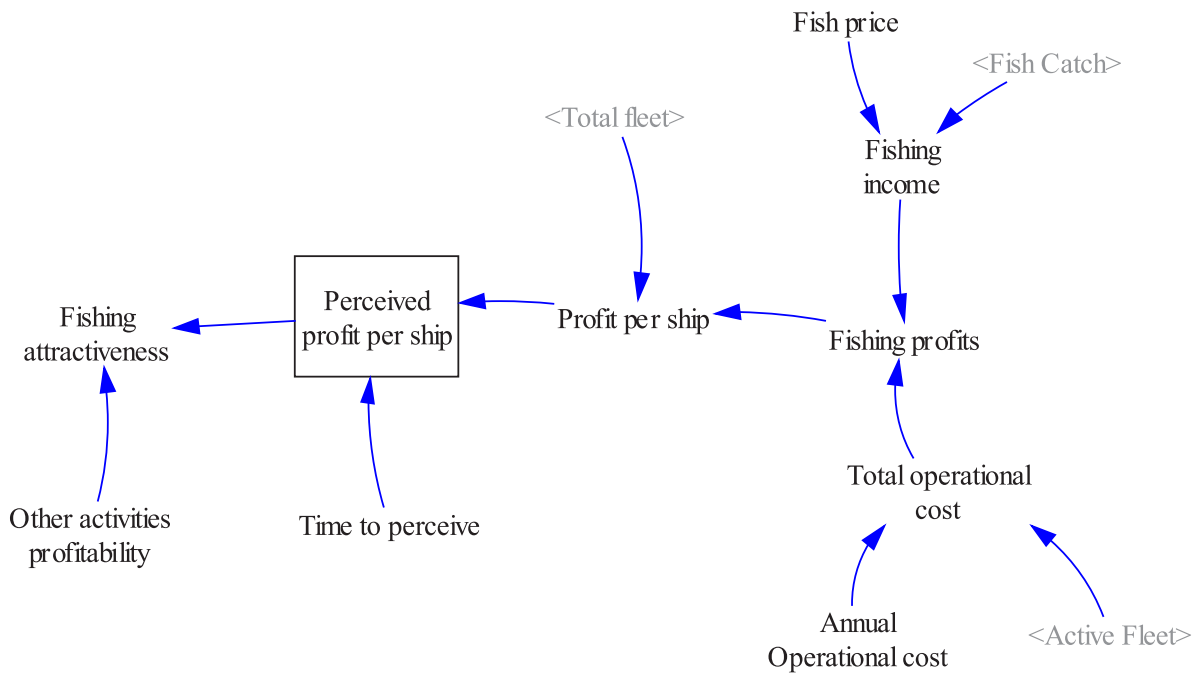 Fish price
<Fish Catch>
<Total fleet>
Fishing
income
Perceived
profit per ship
Fishing
attractiveness
Profit per ship
Fishing profits
Total operational
cost
Other activities
profitability
Time to perceive
Annual
Operational cost
<Active Fleet>